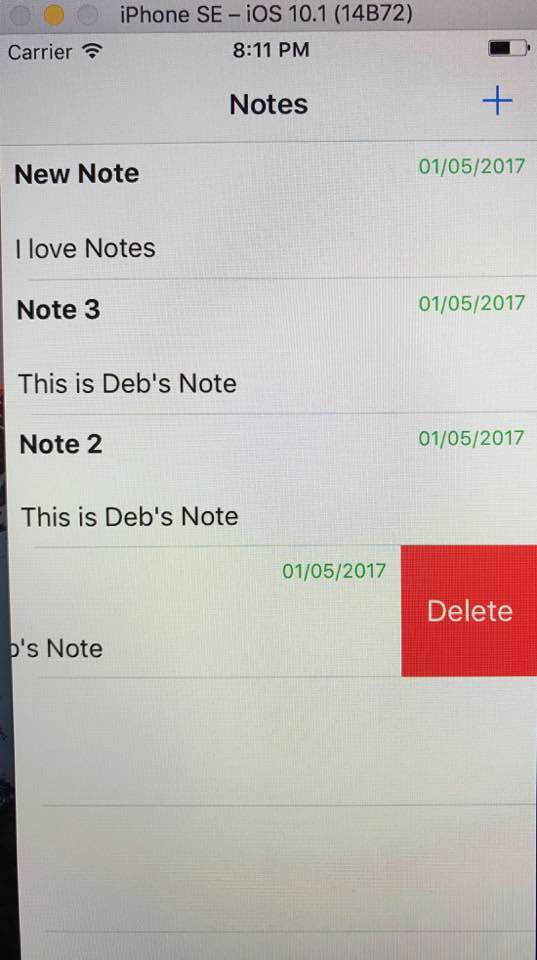 iPhone SE – iOS 10.1 (14B72)
Carrier 8:11 PM
Notes +
New Note 01/05/2017
I love Notes
Note 3 01/05/2017
This is Deb's Note
Note 2 01/05/2017
This is Deb's Note
01/05/2017
Delete
b's Note